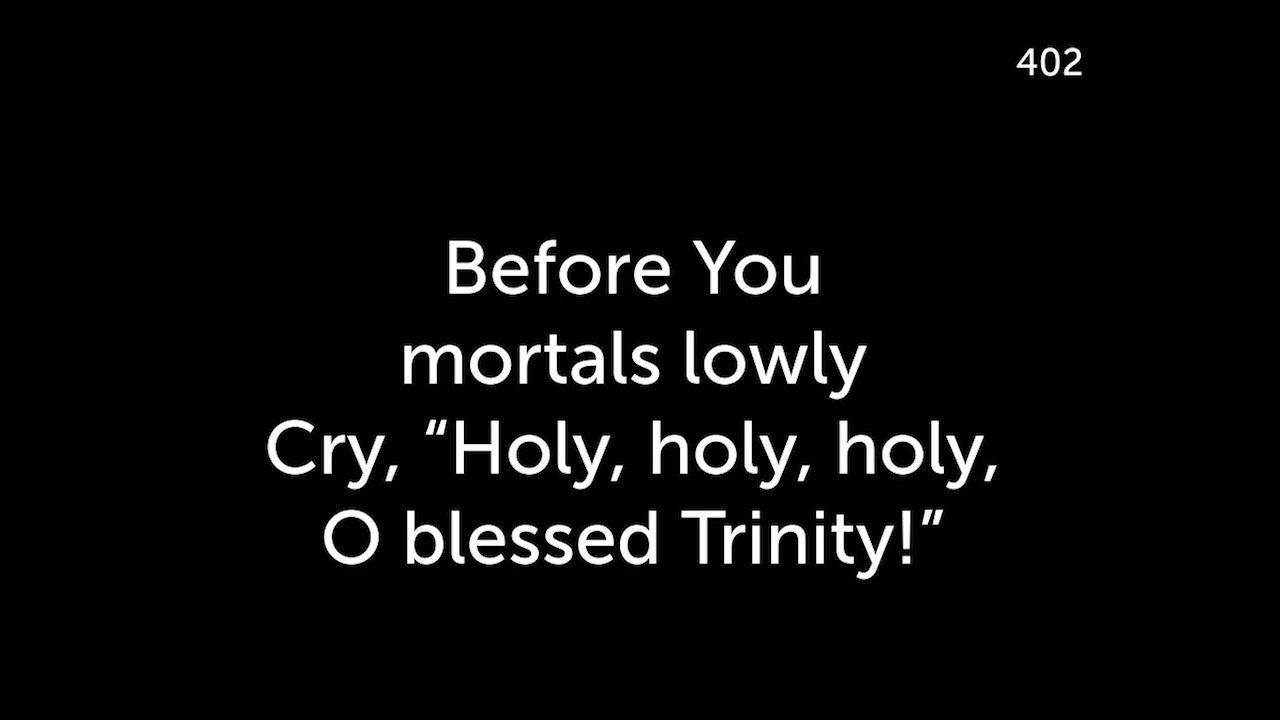 402
Before You
mortals lowly
Cry, “Holy, holy, holy,
O blessed Trinity!”